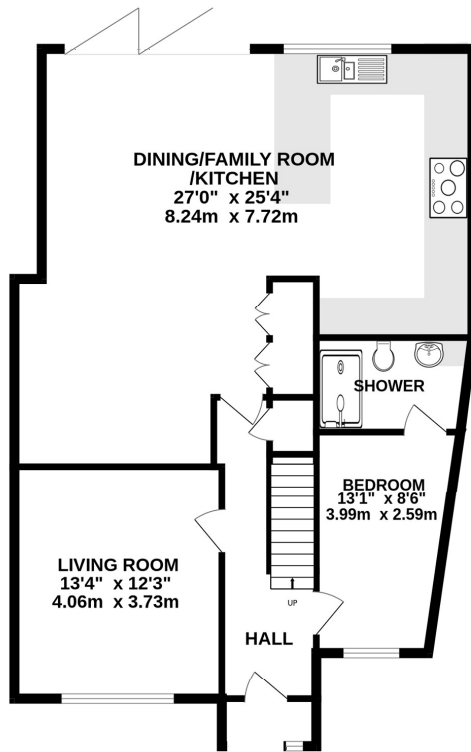 DINING/FAMILY ROOM
/KITCHEN
27'0" x 25'4"
8.24m x 7.72m
SHOWER
BEDROOM
13'1" x 8'6"
3.99m x 2.59m
LIVING ROOM
13'4" x 12'3"
4.06m x 3.73m
UP
HALL